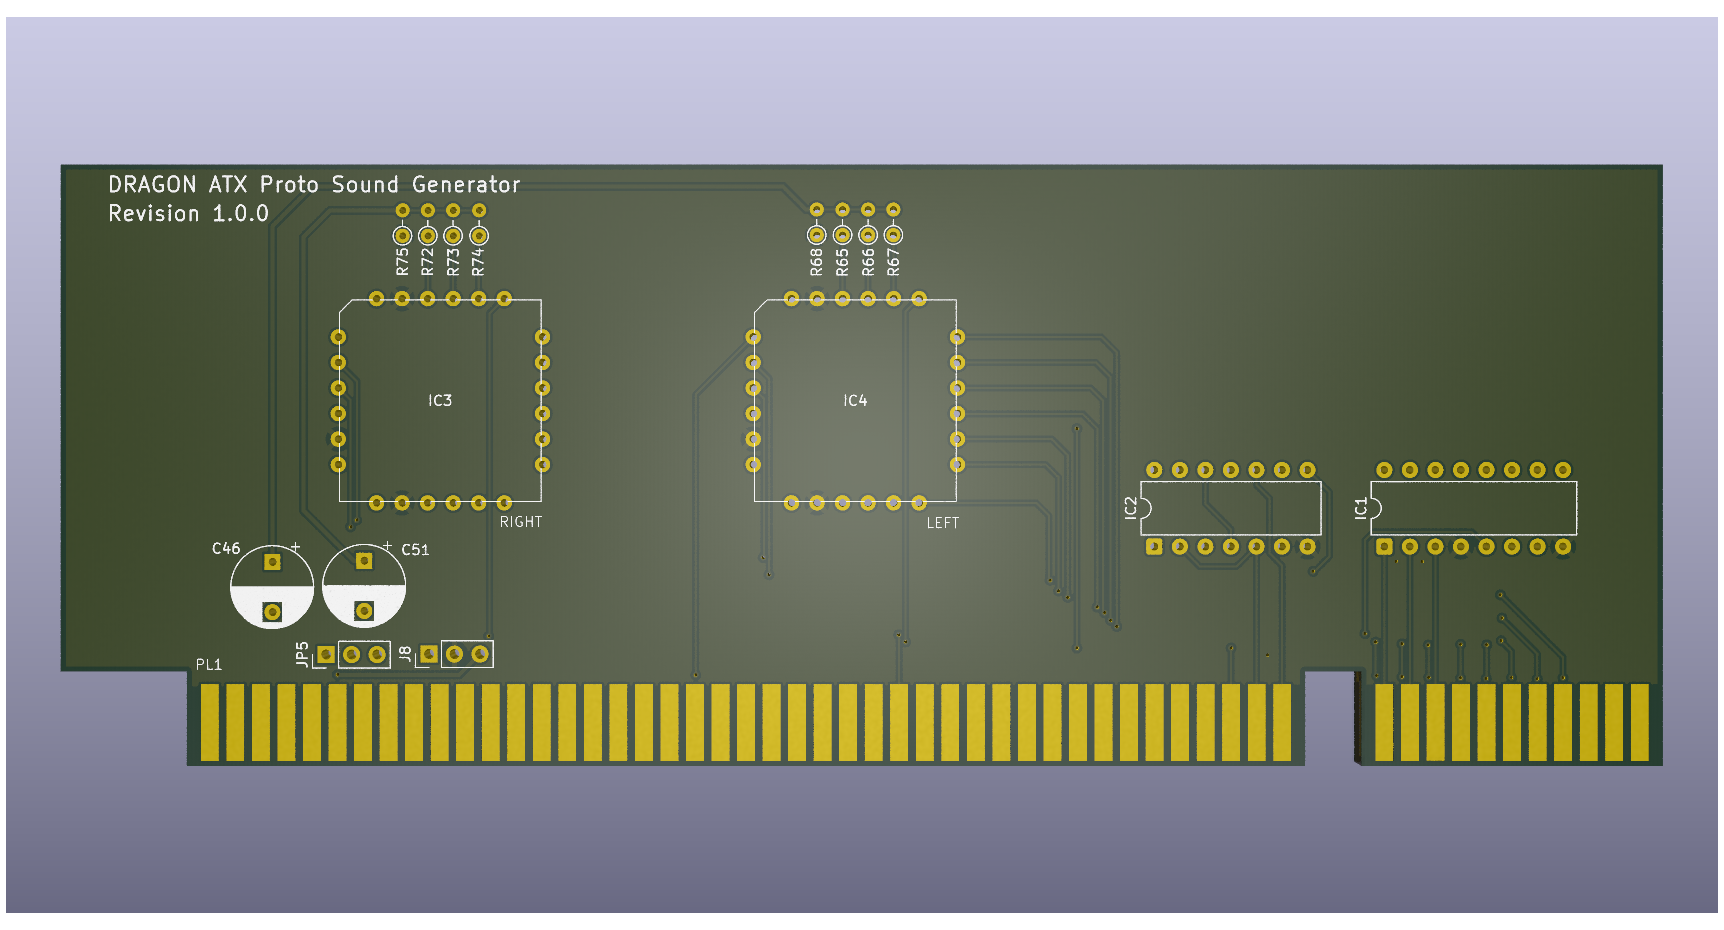 DRAGON ATX Proto Sound Generator
Revision 1.0.0
R75 R72 R73 R74
R68 R65 R66 R67
IC3
IC4
IC2
IC1
RIGHT
LEFT
C46
+
C51
+
JP5
J8
PL1